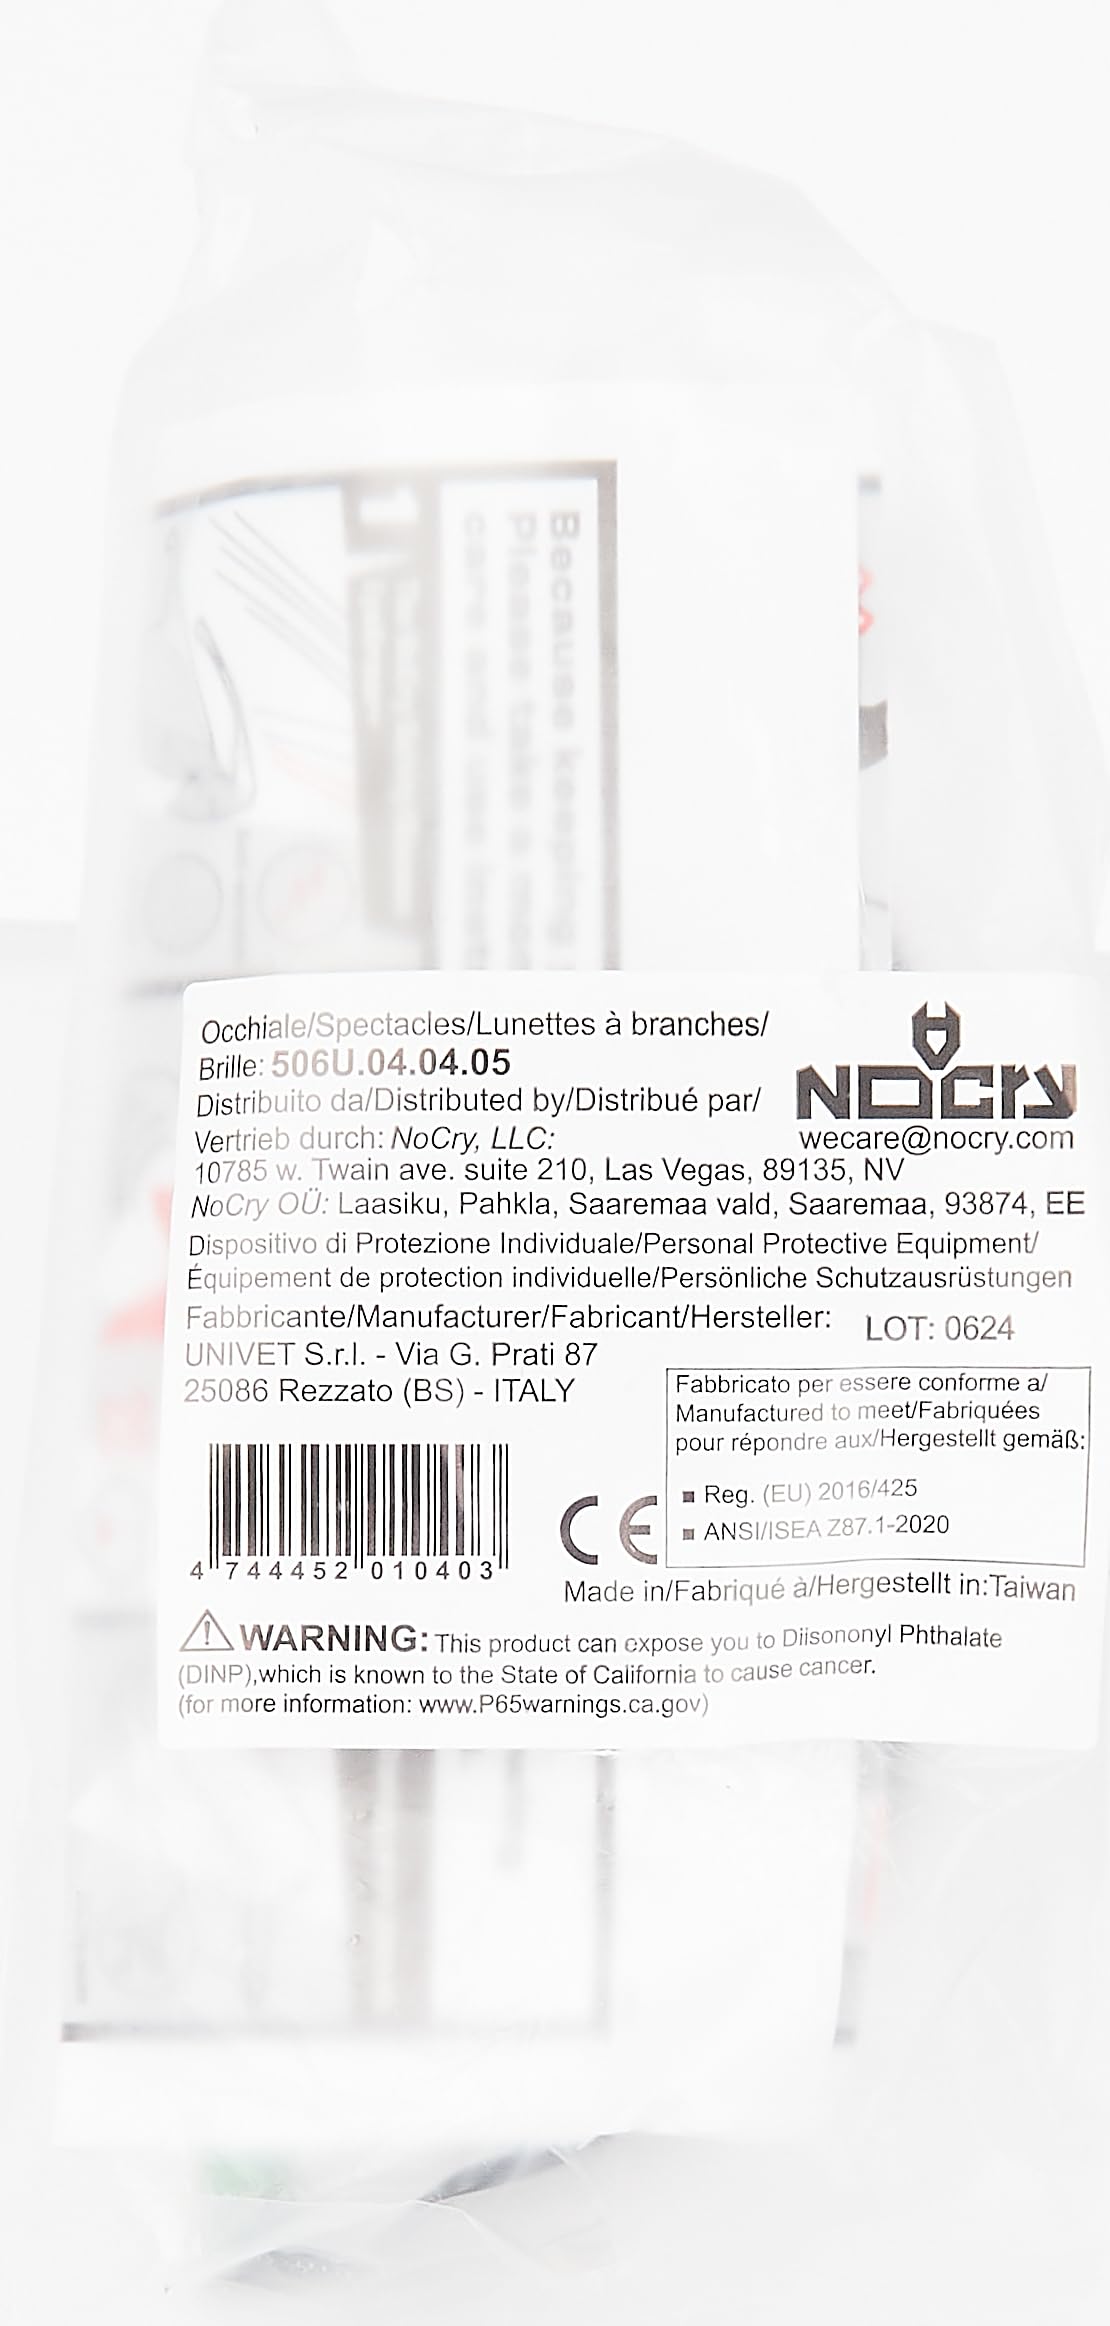 Because keeping
Please take a
care and use
Occhiale/Spectacles/Lunettes à branches/
Brille: 506U.04.04.05
Distribuito da/Distributed by/Distribué par/
Vertrieb durch: NoCry, LLC:
10785 w. Twain ave. suite 210, Las Vegas, 89135, NV
NoCry OÜ: Laasiku, Pahkla, Saaremaa vald, Saaremaa, 93874, EE
NOCRY
wecare@nocry.com
Dispositivo di Protezione Individuale/Personal Protective Equipment/
Équipement de protection individuelle/Persönliche Schutzausrüstungen
Fabbricante/Manufacturer/Fabricant/Hersteller:
UNIVET S.r.l. - Via G. Prati 87
25086 Rezzato (BS) - ITALY
LOT: 0624
Fabbricato per essere conforme a/
Manufactured to meet/Fabriquées
pour répondre aux/Hergestellt gemäß:
▪ Reg. (EU) 2016/425
▪ ANSI/ISEA Z87.1-2020
4 744452 010403
CE
Made in/Fabriqué à/Hergestellt in:Taiwan
WARNING: This product can expose you to Diisononyl Phthalate
(DINP),which is known to the State of California to cause cancer.
(for more information: www.P65warnings.ca.gov)